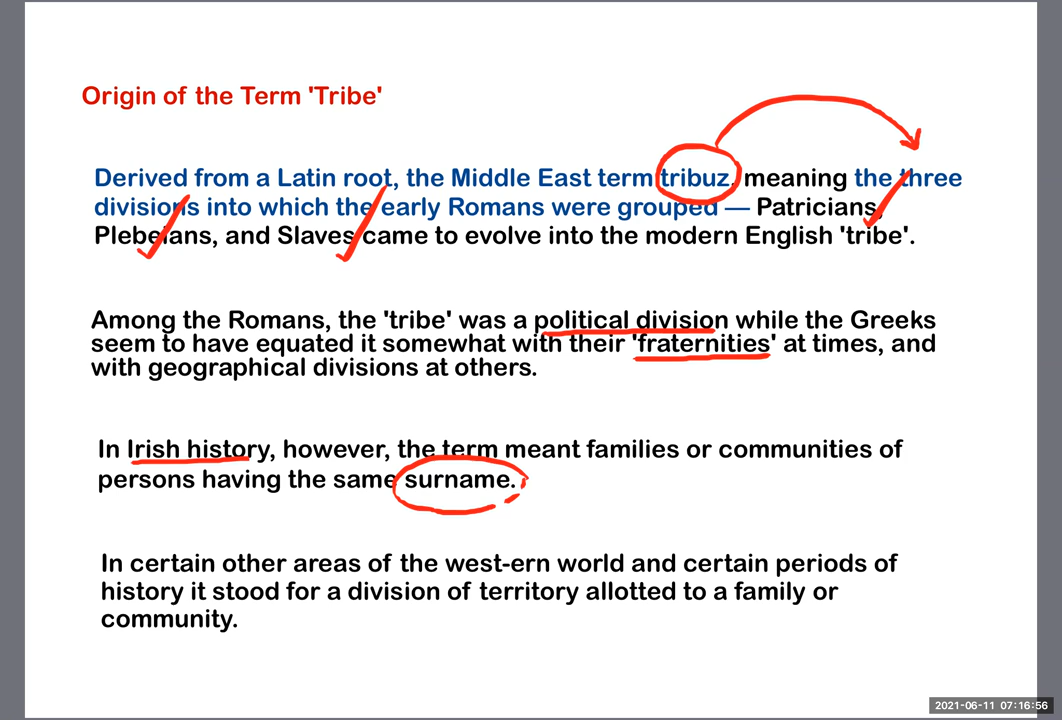 Origin of the Term 'Tribe'
Derived from a Latin root, the Middle East term tribuz, meaning the three
divisions into which the early Romans were grouped — Patricians,
Plebeians, and Slaves came to evolve into the modern English 'tribe'.
Among the Romans, the 'tribe' was a political division while the Greeks
seem to have equated it somewhat with their 'fraternities' at times, and
with geographical divisions at others.
In Irish history, however, the term meant families or communities of
persons having the same surname.
In certain other areas of the west-ern world and certain periods of
history it stood for a division of territory allotted to a family or
community.
2021-06-11 07:16:56